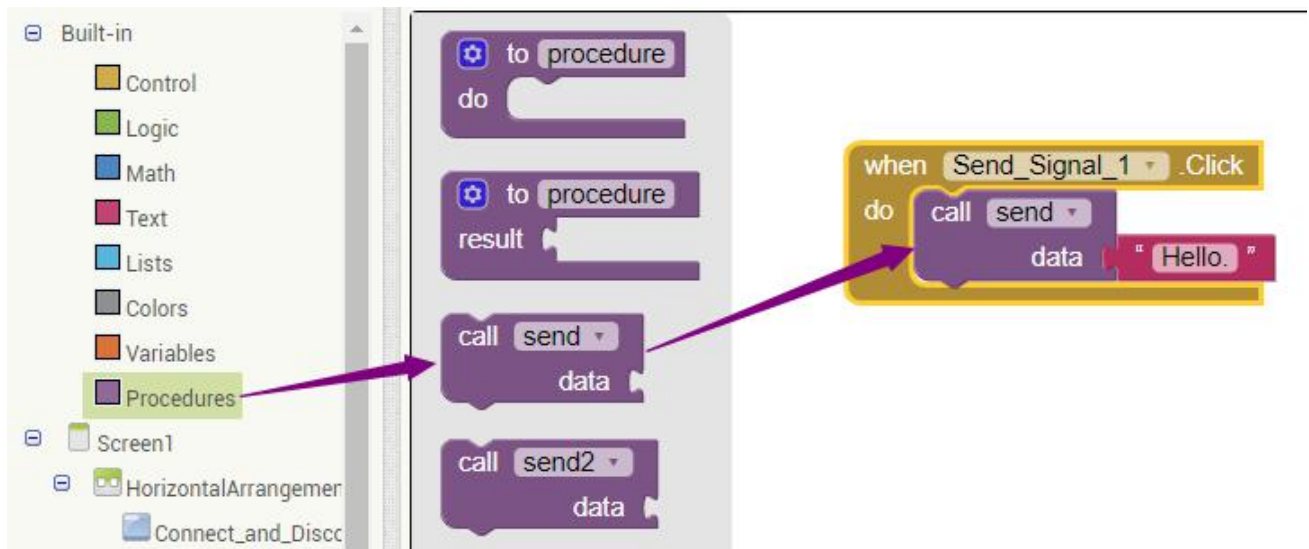 Built-in
Control
Logic
Math
Text
Lists
Colors
Variables
Procedures
Screen1
HorizontalArrangemen
Connect_and_Discc
to procedure
do
to procedure
result
call send
data
call send2
data
when Send_Signal_1 .Click
do call send
data " Hello. "